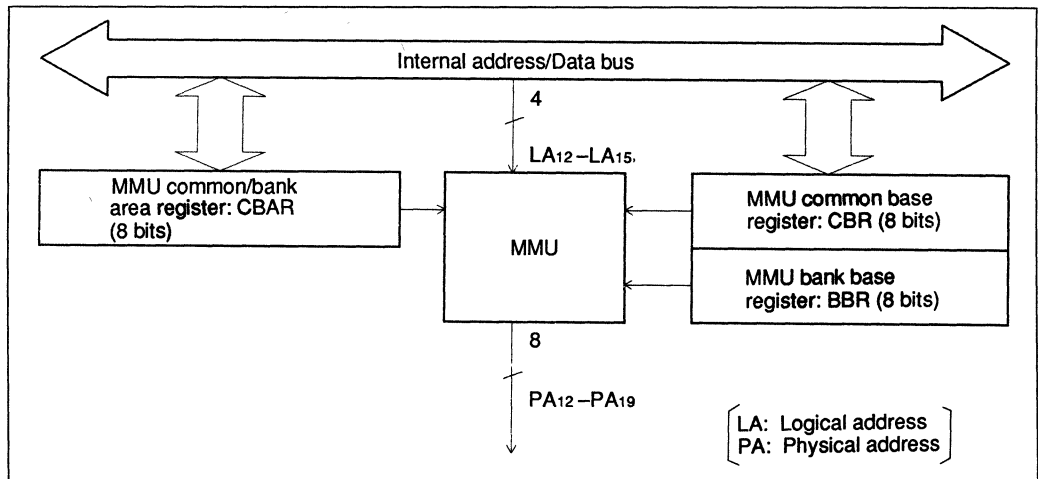 Internal address/Data bus
4
LA12–LA15,
MMU common/bank
area register: CBAR
(8 bits)
MMU
MMU common base
register: CBR (8 bits)
MMU bank base
register: BBR (8 bits)
8
PA12–PA19
LA: Logical address
PA: Physical address